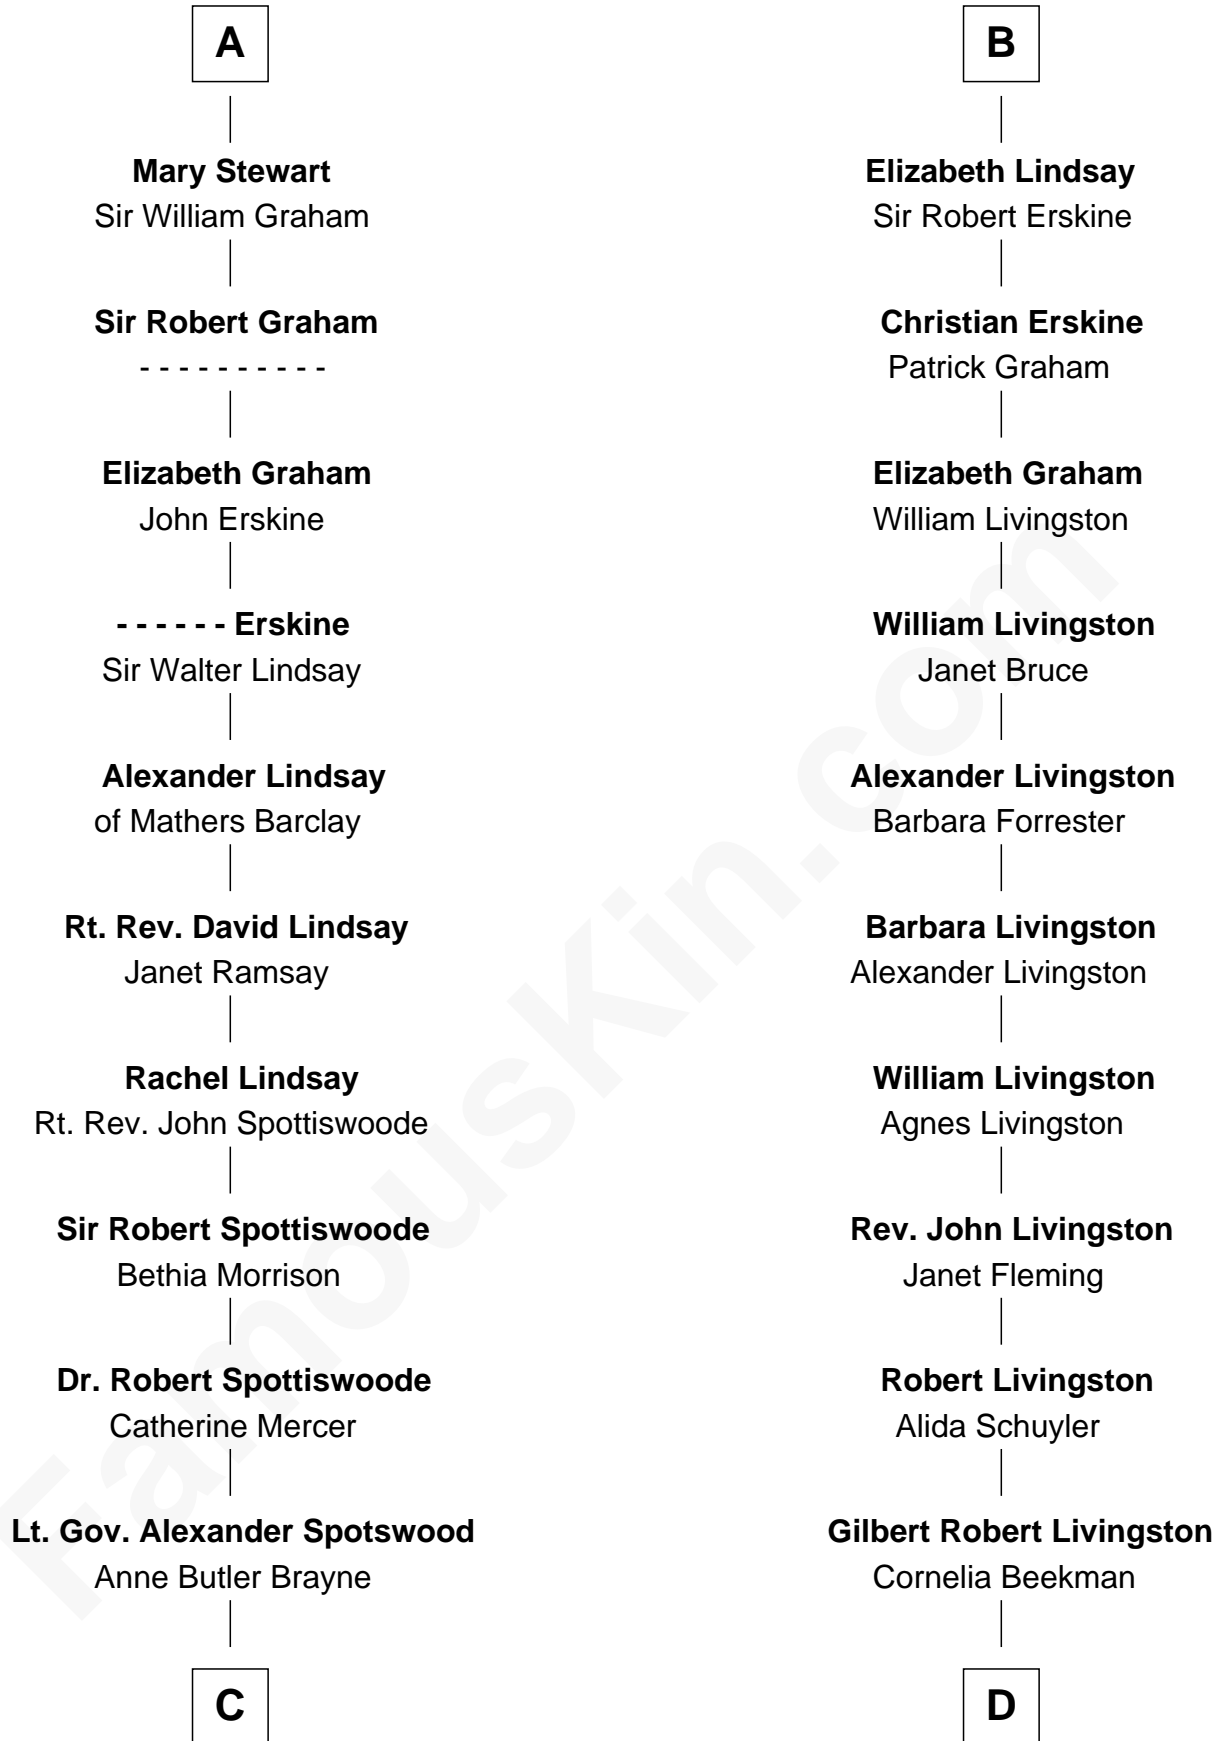 A
Mary Stewart
Sir William Graham
Sir Robert Graham
- - - - - - - - - -
Elizabeth Graham
John Erskine
- - - - - - Erskine
Sir Walter Lindsay
Alexander Lindsay
of Mathers Barclay
Rt. Rev. David Lindsay
Janet Ramsay
Rachel Lindsay
Rt. Rev. John Spottiswoode
Sir Robert Spottiswoode
Bethia Morrison
Dr. Robert Spottiswoode
Catherine Mercer
Lt. Gov. Alexander Spotswood
Anne Butler Brayne
C
B
Elizabeth Lindsay
Sir Robert Erskine
Christian Erskine
Patrick Graham
Elizabeth Graham
William Livingston
William Livingston
Janet Bruce
Alexander Livingston
Barbara Forrester
Barbara Livingston
Alexander Livingston
William Livingston
Agnes Livingston
Rev. John Livingston
Janet Fleming
Robert Livingston
Alida Schuyler
Gilbert Robert Livingston
Cornelia Beekman
D
FamousKin.com